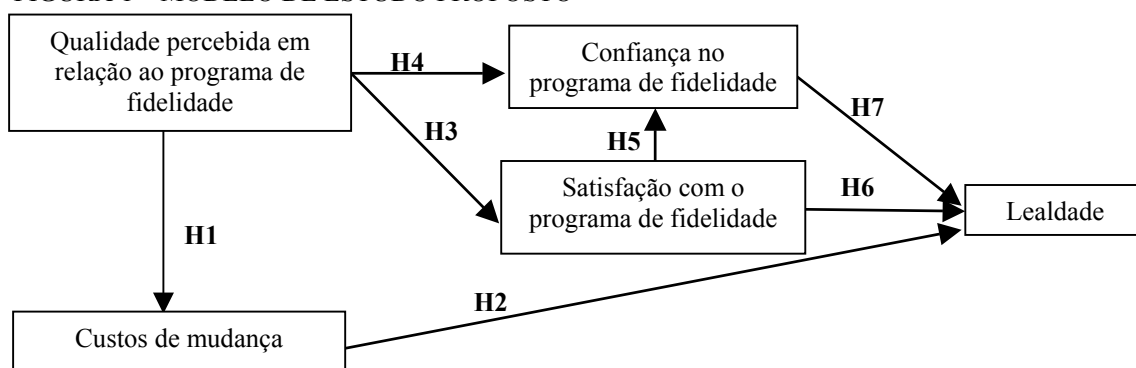 FIGURA – MODELO DE ESTUDO PROPOSTO
Qualidade percebida em
relação ao programa de
fidelidade
H4
Confiança no
programa de fidelidade
H7
H3
H5
Satisfação com o
programa de fidelidade
H6
Lealdade
H1
H2
Custos de mudança